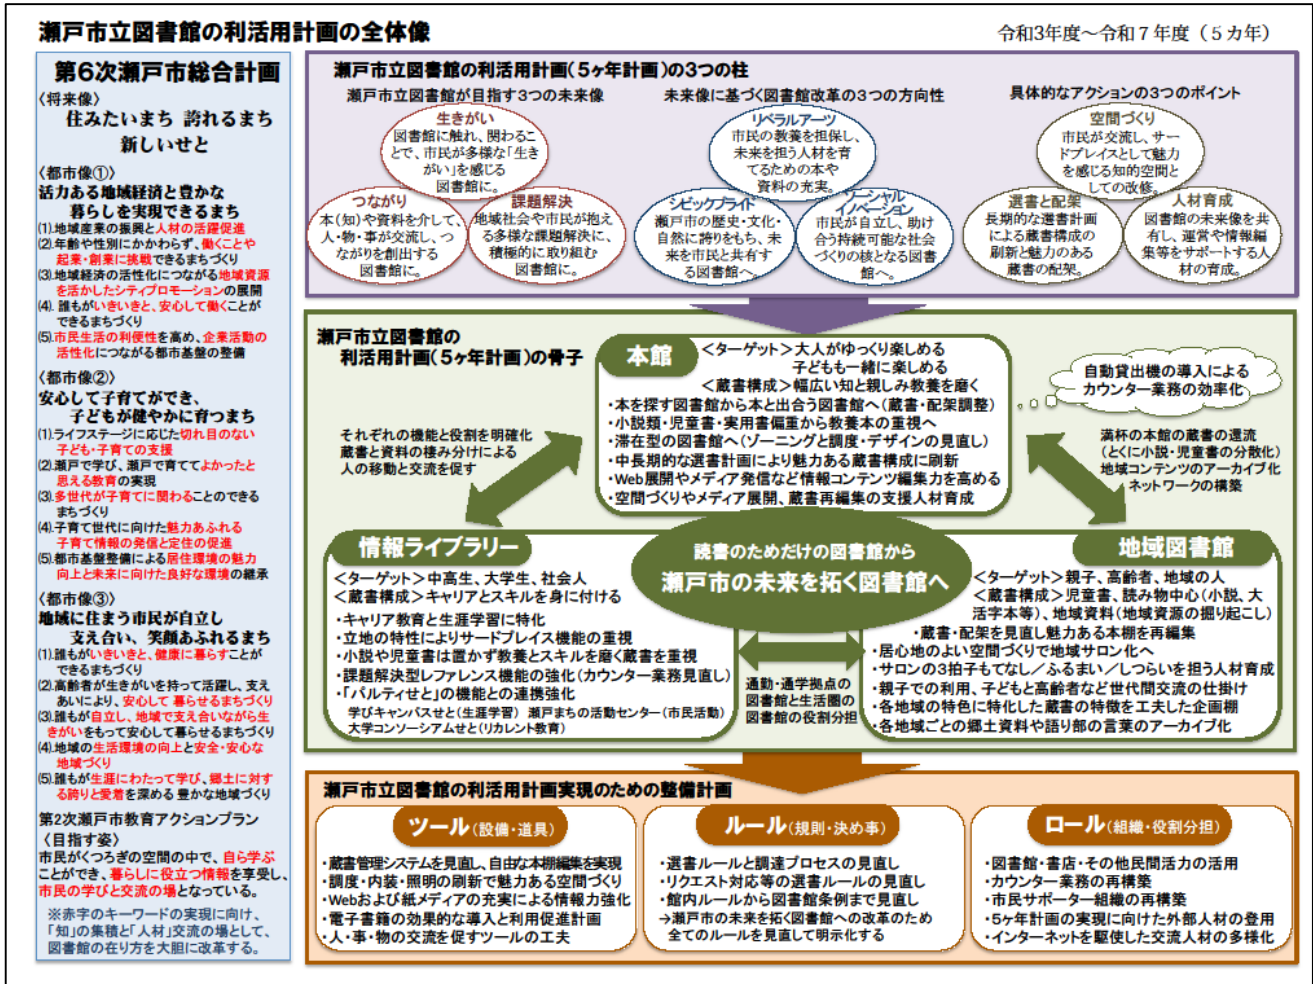 瀬戸市立図書館の利活用計画の全体像
令和3年度～令和７年度（５カ年）
第６次瀬戸市総合計画
〈将来像〉
住みたいまち 誇れるまち
新しいせと
〈都市像①〉
活力ある地域経済と豊かな
暮らしを実現できるまち
⑴.地域産業の振興と人材の活躍促進
⑵.年齢や性別にかかわらず、働くことや
起業・創業に挑戦できるまちづくり
⑶.地域経済の活性化につながる地域資源
を活かしたシティプロモーションの展開
⑷. 誰もがいきいきと、安心して働くことが
できるまちづくり
⑸.市民生活の利便性を高め、企業活動の
活性化につながる都市基盤の整備
〈都市像②〉
安心して子育てができ、
子どもが健やかに育つまち
⑴.ライフステージに応じた切れ目のない
子ども・子育ての支援
⑵.瀬戸で学び、瀬戸で育ててよかったと
思える教育の実現
⑶.多世代が子育てに関わることのできる
まちづくり
⑷.子育て世代に向けた魅力あふれる
子育て情報の発信と定住の促進
⑸.都市基盤整備による居住環境の魅力
向上と未来に向けた良好な環境の継承
〈都市像③〉
地域に住まう市民が自立し
支え合い、笑顔あふれるまち
⑴.誰もがいきいきと、健康に暮らすことが
できるまちづくり
⑵.高齢者が生きがいを持って活躍し、支え
あいにより、安心して 暮らせるまちづくり
⑶.誰もが自立し、地域で支え合いながら生
きがいをもって安心して暮らせるまちづくり
⑷.地域の生活環境の向上と安全・安心な
地域づくり
⑸.誰もが生涯にわたって学び、郷土に対す
る誇りと愛着を深める 豊かな地域づくり
第2次瀬戸市教育アクションプラン
〈目指す姿〉
市民がくつろぎの空間の中で、自ら学ぶ
ことができ、暮らしに役立つ情報を享受し、
市民の学びと交流の場となっている。
※赤字のキーワードの実現に向け、
「知」の集積と「人材」交流の場として、
図書館の在り方を大胆に改革する。
瀬戸市立図書館の利活用計画（５ヶ年計画）の３つの柱
瀬戸市立図書館が目指す３つの未来像
生きがい
図書館に触れ、関わるこ
とで、市民が多様な「生き
がい」を感じる
図書館に。
つながり
本（知）や資料を介して、
人・物・事が交流し、つ
ながりを創出する
図書館に。
課題解決
地域社会や市民が抱え
る多様な課題解決に、
積極的に取り組む
図書館に。
未来像に基づく図書館改革の３つの方向性
リベラルアーツ
市民の教養を担保し、
未来を担う人材を育
てるための本や
資料の充実。
シビックプライド
瀬戸市の歴史・文化・
自然に誇りをもち、未
来を市民と共有す
る図書館へ。
ソーシャル
イノベーション
市民が自立し、助け
合う持続可能な社会
づくりの核となる図書
館へ。
具体的なアクションの３つのポイント
空間づくり
市民が交流し、サー
ドプレイスとして魅力
を感じる知的空間と
しての改修。
選書と配架
長期的な選書計画
による蔵書構成の
刷新と魅力のある
蔵書の配架。
人材育成
図書館の未来像を共
有し、運営や情報編
集等をサポートする人
材の育成。
瀬戸市立図書館の
利活用計画（５ヶ年計画）の骨子
本館
＜ターゲット＞大人がゆっくり楽しめる
子どもも一緒に楽しめる
＜蔵書構成＞幅広い知と親しみ教養を磨く
・本を探す図書館から本と出合う図書館へ（蔵書・配架調整）
・小説類・児童書・実用書偏重から教養本の重視へ
・滞在型の図書館へ（ゾーニングと調度・デザインの見直し）
・中長期的な選書計画により魅力ある蔵書構成に刷新
・Web展開やメディア発信など情報コンテンツ編集力を高める
・空間づくりやメディア展開、蔵書再編集の支援人材育成
自動貸出機の導入による
カウンター業務の効率化
それぞれの機能と役割を明確化
蔵書と資料の棲み分けによる
人の移動と交流を促す
満杯の本館の蔵書の還流
（とくに小説・児童書の分散化）
地域コンテンツのアーカイブ化
ネットワークの構築
読書のためだけの図書館から
瀬戸市の未来を拓く図書館へ
情報ライブラリー
＜ターゲット＞中高生、大学生、社会人
＜蔵書構成＞キャリアとスキルを身に付ける
・キャリア教育と生涯学習に特化
・立地の特性によりサードプレイス機能の重視
・小説や児童書は置かず教養とスキルを磨く蔵書を重視
・課題解決型レファレンス機能の強化（カウンター業務見直し）
・「パルティせと」の機能との連携強化
学びキャンパスせと（生涯学習） 瀬戸まちの活動センター（市民活動）
大学コンソーシアムせと（リカレント教育）
通勤・通学拠点の
図書館と生活圏の
図書館の役割分担
地域図書館
＜ターゲット＞親子、高齢者、地域の人
＜蔵書構成＞児童書、読み物中心（小説、大
活字本等）、地域資料（地域資源の掘り起こし）
・蔵書・配架を見直し魅力ある本棚を再編集
・居心地のよい空間づくりで地域サロン化へ
・サロンの３拍子もてなし／ふるまい／しつらいを担う人材育成
・親子での利用、子どもと高齢者など世代間交流の仕掛け
・各地域の特色に特化した蔵書の特徴を工夫した企画棚
・各地域ごとの郷土資料や語り部の言葉のアーカイブ化
瀬戸市立図書館の利活用計画実現のための整備計画
ツール（設備・道具）
・蔵書管理システムを見直し、自由な本棚編集を実現
・調度・内装・照明の刷新で魅力ある空間づくり
・Webおよび紙メディアの充実による情報力強化
・電子書籍の効果的な導入と利用促進計画
・人・事・物の交流を促すツールの工夫
ルール（規則・決め事）
・選書ルールと調達プロセスの見直し
・リクエスト対応等の選書ルールの見直し
・館内ルールから図書館条例まで見直し
→瀬戸市の未来を拓く図書館への改革のため
全てのルールを見直して明示化する
ロール（組織・役割分担）
・図書館・書店・その他民間活力の活用
・カウンター業務の再構築
・市民サポーター組織の再構築
・５ヶ年計画の実現に向けた外部人材の登用
・インターネットを駆使した交流人材の多様化